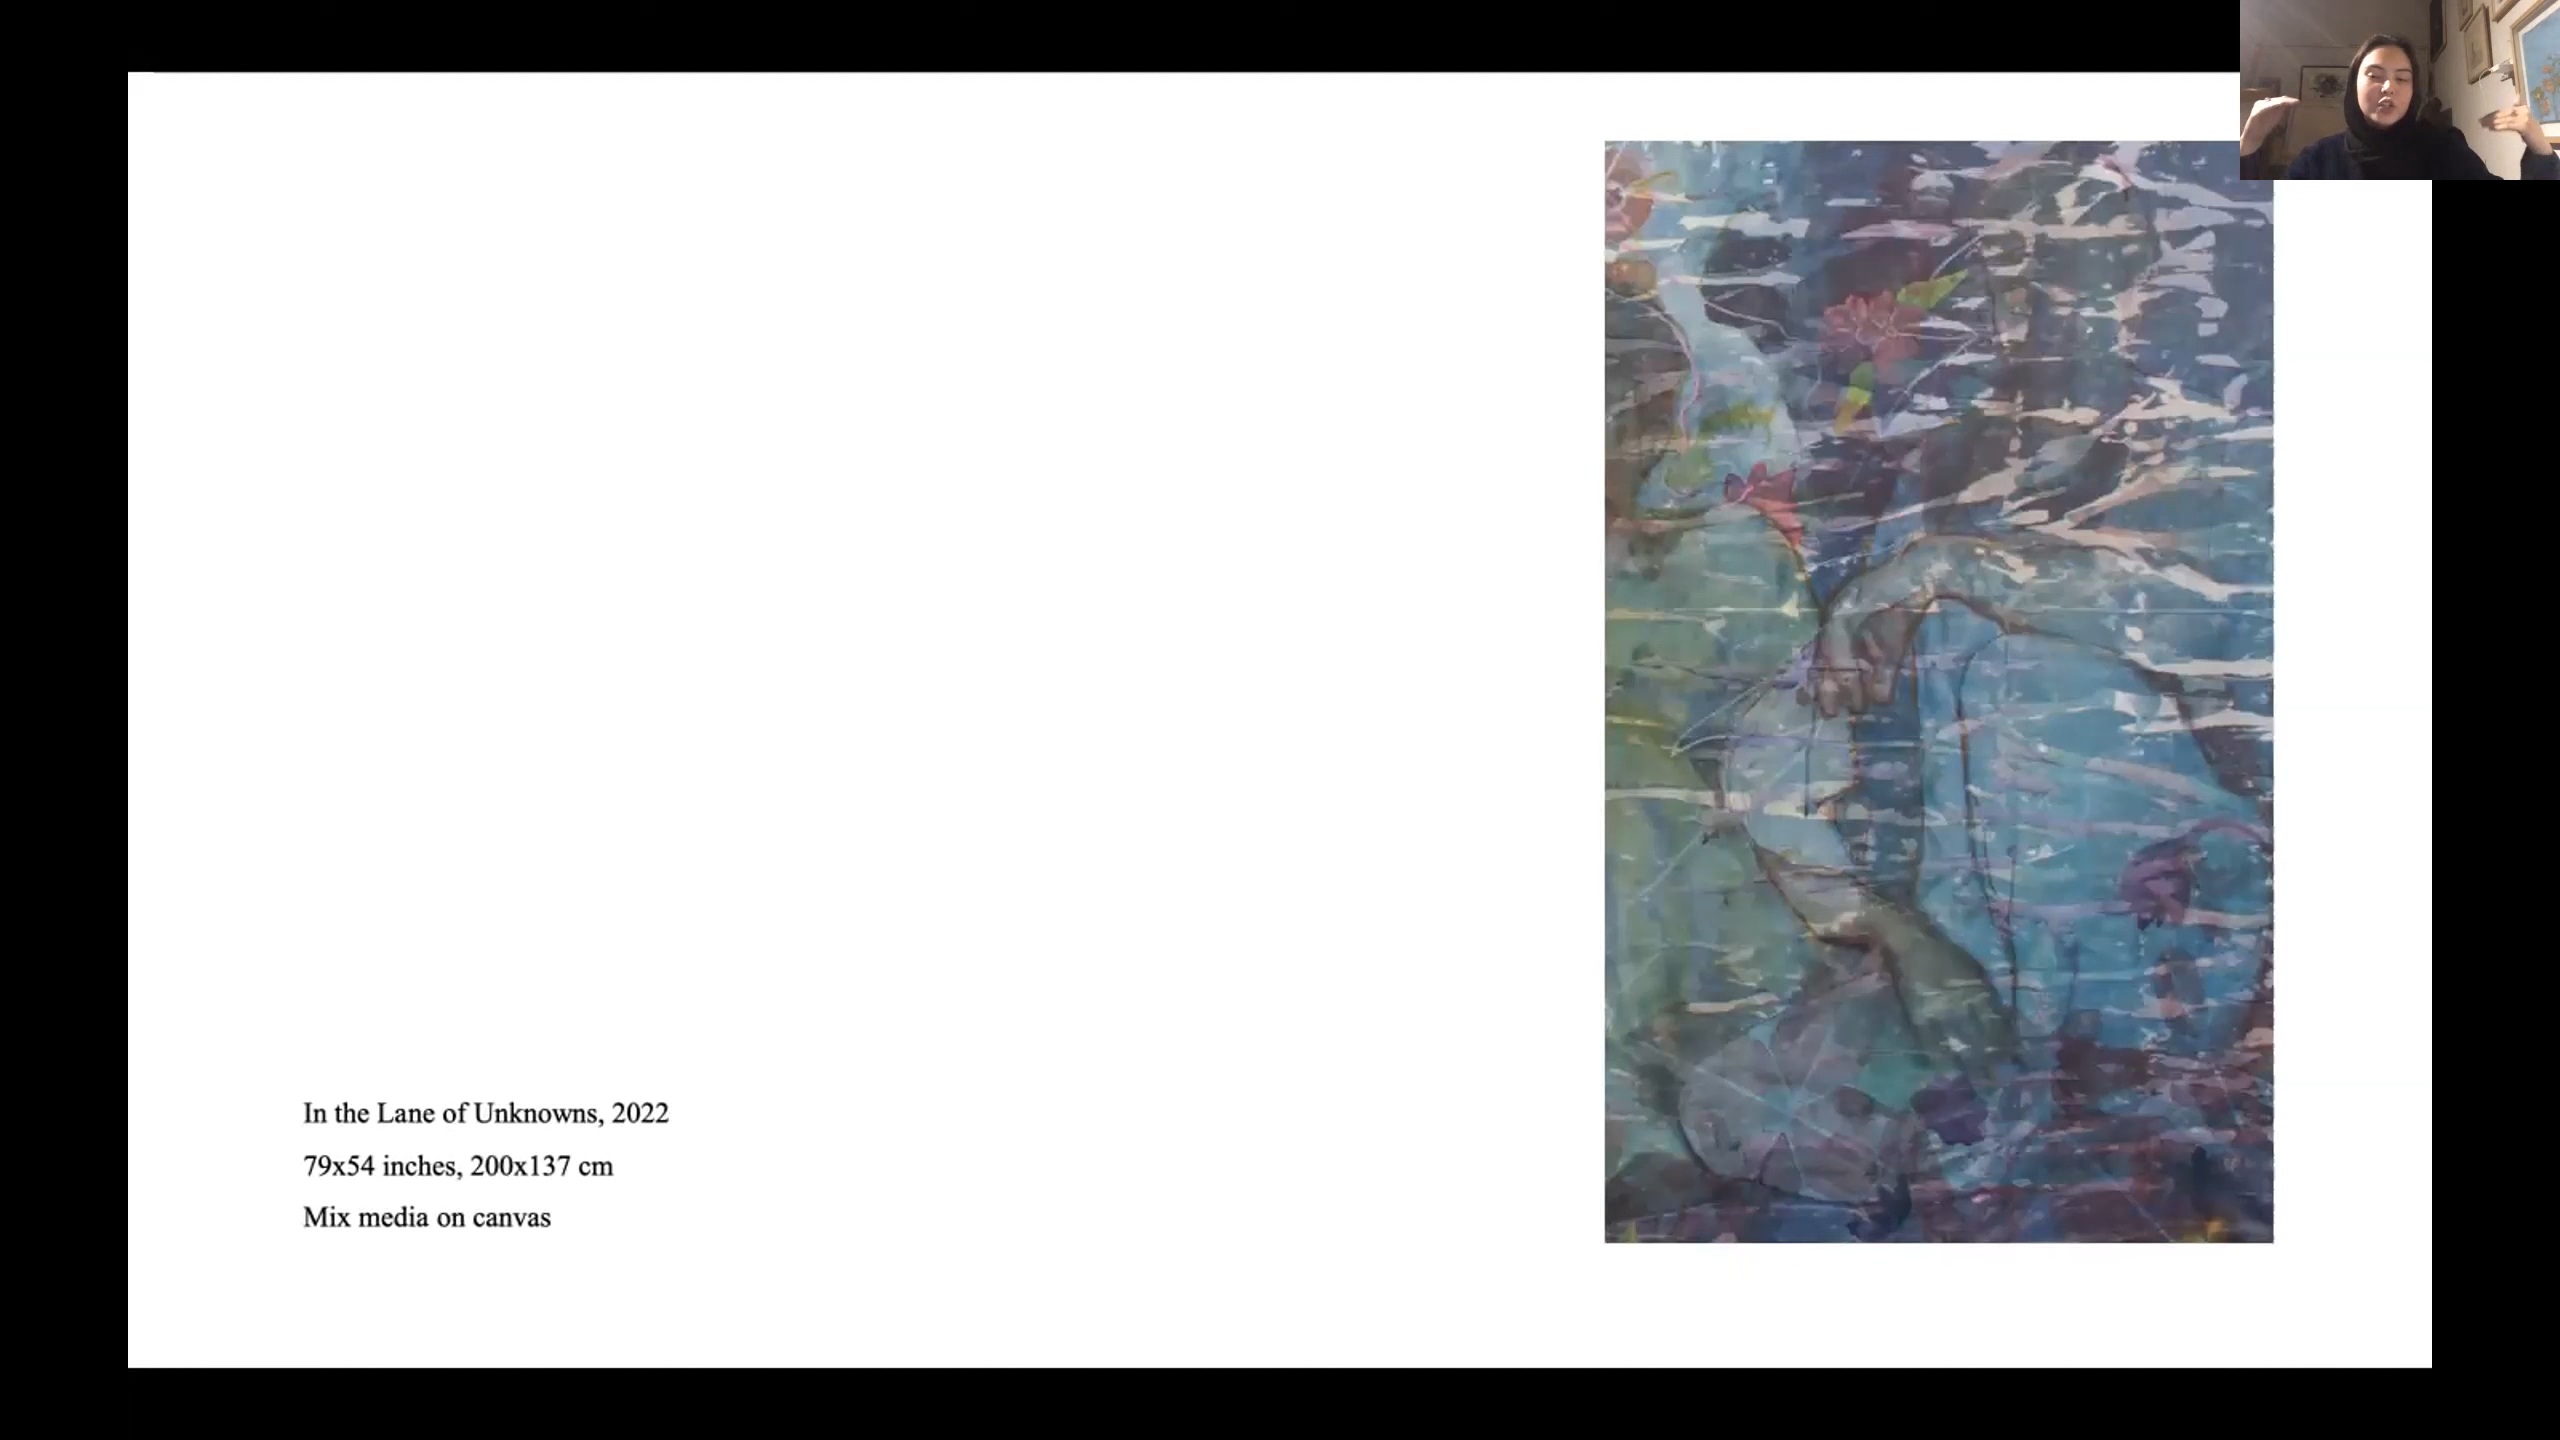 In the Lane of Unknowns, 2022
79x54 inches, 200x137 cm
Mix media on canvas